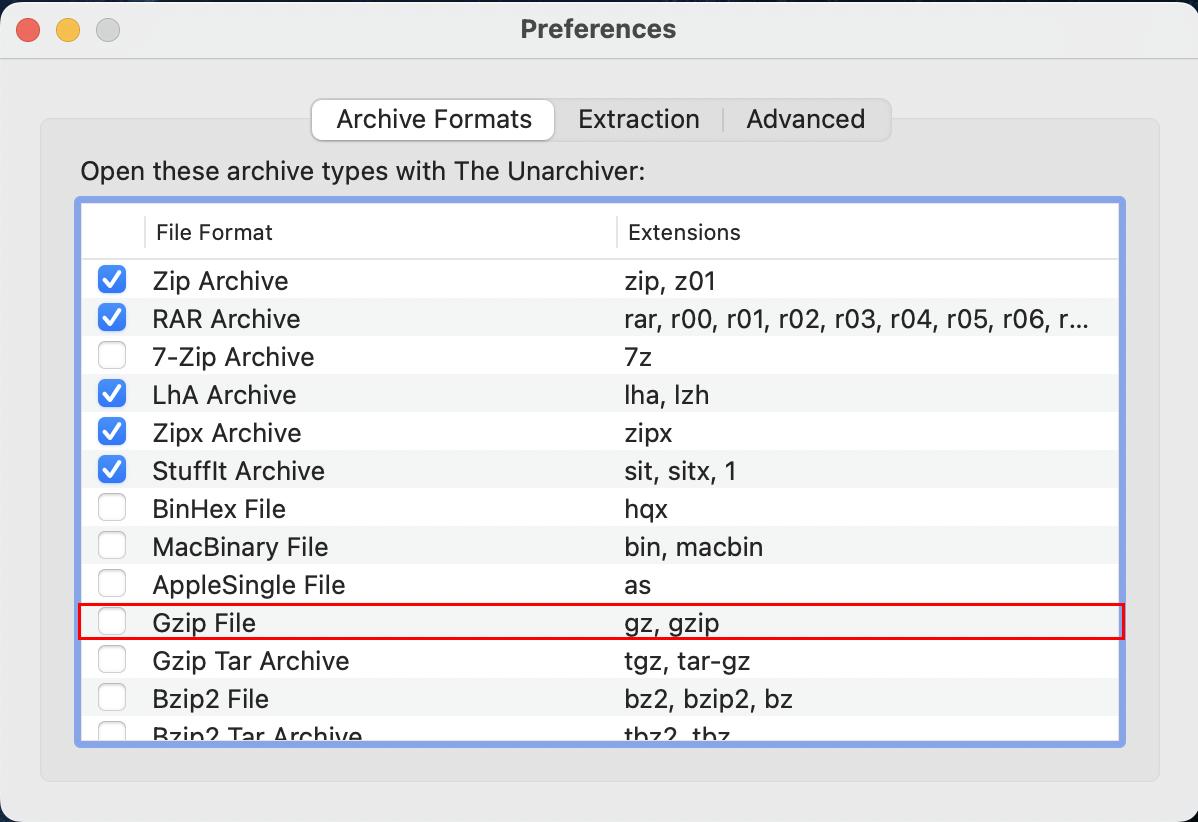 Preferences
Archive Formats Extraction Advanced
Open these archive types with The Unarchiver:
File Format Extensions
Zip Archive zip, z01
RAR Archive rar, r00, r01, r02, r03, r04, r05, r06, r...
7-Zip Archive 7z
LhA Archive lha, lzh
Zipx Archive zipx
StuffIt Archive sit, sitx, 1
BinHex File hqx
MacBinary File bin, macbin
AppleSingle File as
Gzip File gz, gzip
Gzip Tar Archive tgz, tar-gz
Bzip2 File bz2, bzip2, bz
Bzip2 Tar Archive tbz2, tbz